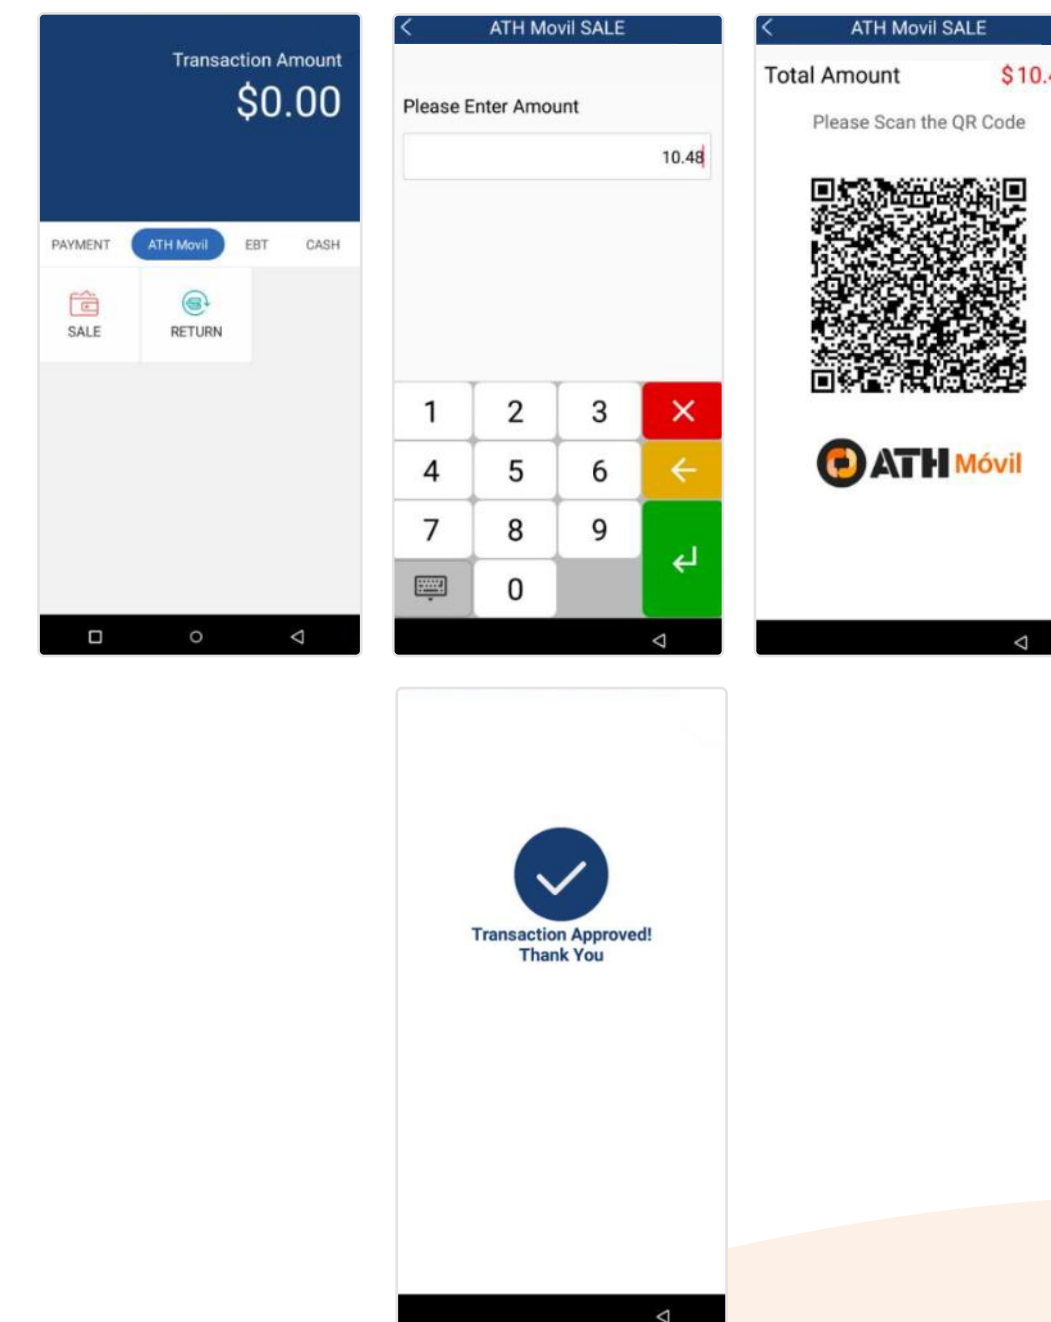 Transaction Amount
$0.00
PAYMENT ATH Movil EBT CASH
SALE RETURN
ATH Movil SALE
Please Enter Amount
10.48
1 2 3
4 5 6
7 8 9
0
ATH Movil SALE
Total Amount $10.4
Please Scan the QR Code
ATH Móvil
Transaction Approved!
Thank You